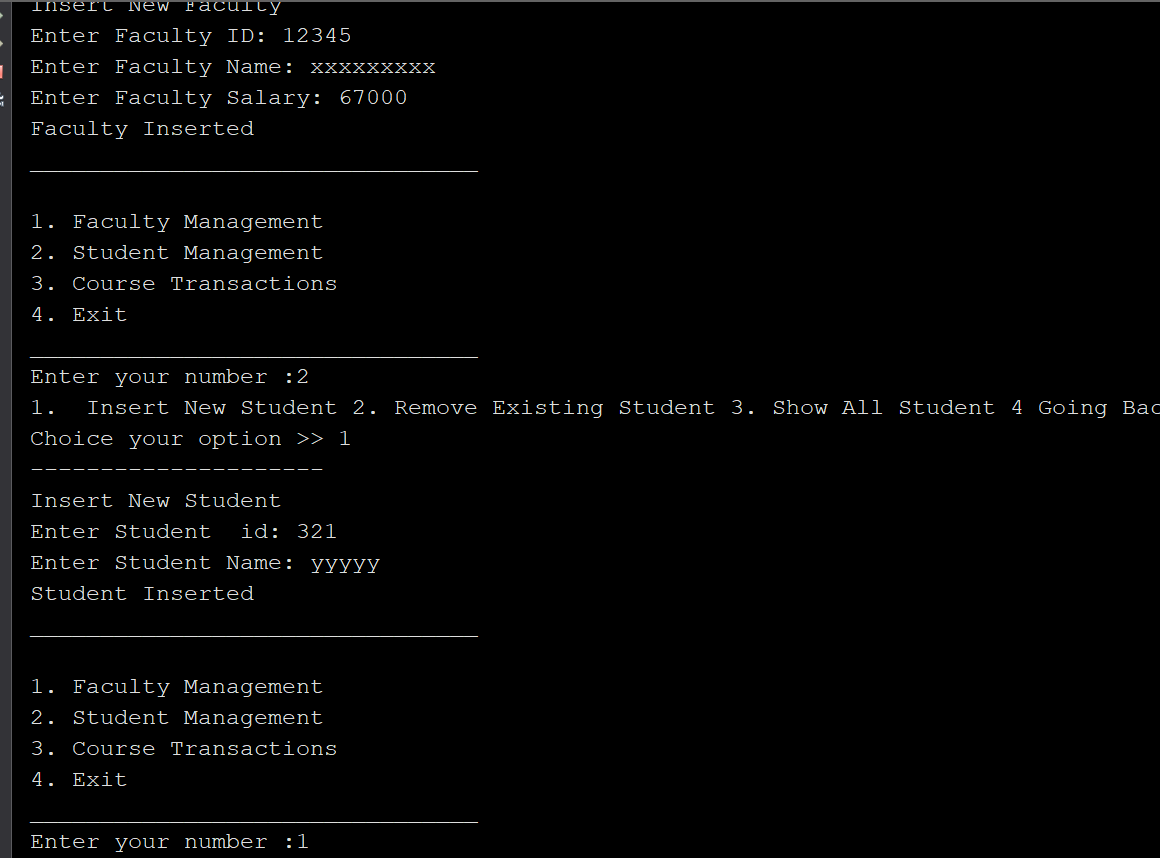 Insert New Faculty
Enter Faculty ID: 12345
Enter Faculty Name: xxxxxxxxx
Enter Faculty Salary: 67000
Faculty Inserted
________________________________
1. Faculty Management
2. Student Management
3. Course Transactions
4. Exit
________________________________
Enter your number :2
1.  Insert New Student 2. Remove Existing Student 3. Show All Student 4 Going Bac
Choice your option >> 1
---------------------
Insert New Student
Enter Student  id: 321
Enter Student Name: yyyyy
Student Inserted
________________________________
1. Faculty Management
2. Student Management
3. Course Transactions
4. Exit
________________________________
Enter your number :1